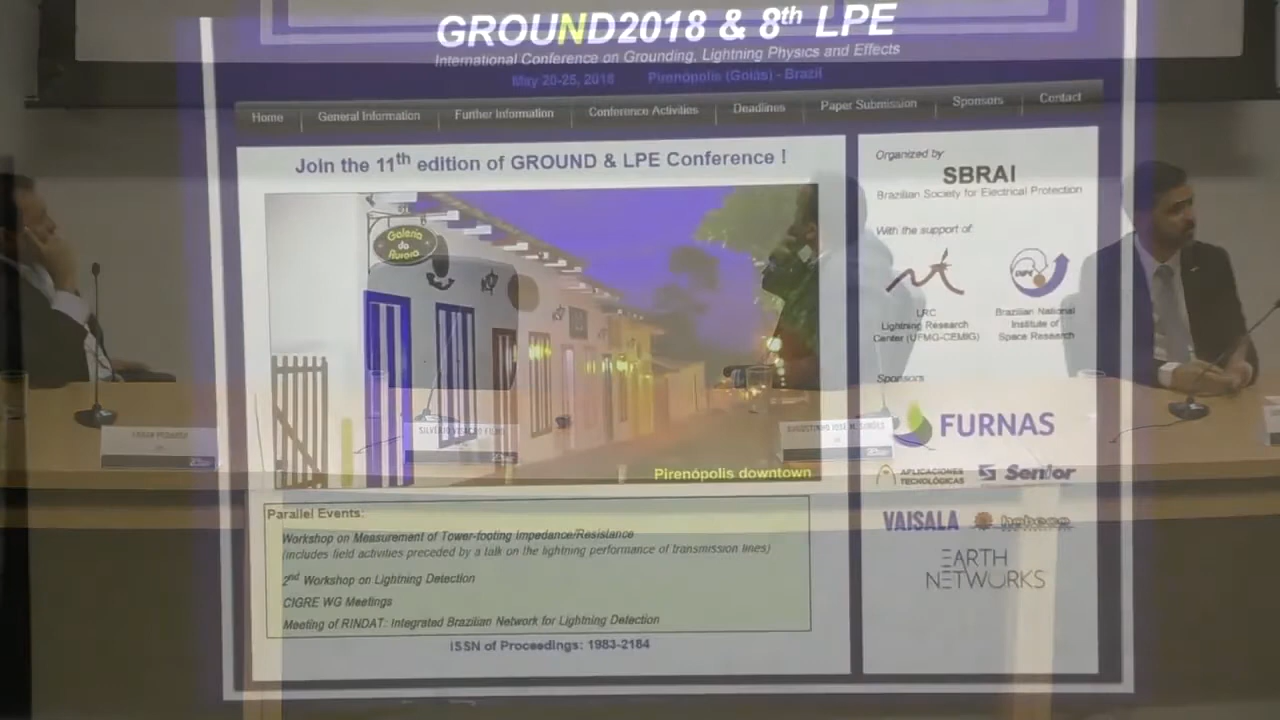 GROUND2018 & 8th LPE
International Conference on Grounding, Lightning Physics and Effects
May 20-25, 2018 Pirenópolis (Goiás) - Brazil
Home General Information Further Information Conference Activities Deadlines Paper Submission Sponsors Contact
Join the 11th edition of GROUND & LPE Conference !
Galeria
do
Aurora
Pirenópolis downtown
Organized by
SBRAI
Brazilian Society for Electrical Protection
With the support of:
LRC
Lightning Research
Center (UFMG-CEMIG)
INPE
Brazilian National
Institute of
Space Research
Sponsors
FURNAS
APLICACIONES
TECNOLÓGICAS
Senior
VAISALA
EARTH
NETWORKS
Parallel Events:
Workshop on Measurement of Tower-footing Impedance/Resistance
(includes field activities preceded by a talk on the lightning performance of transmission lines)
2nd Workshop on Lightning Detection
CIGRE WG Meetings
Meeting of RINDAT: Integrated Brazilian Network for Lightning Detection
ISSN of Proceedings: 1983-2184